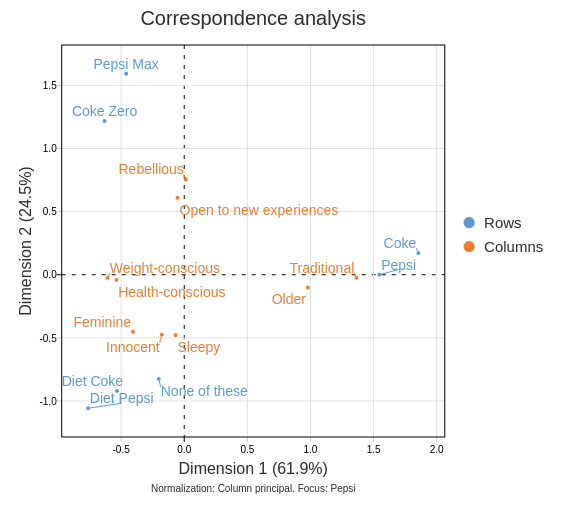 Correspondence analysis
Pepsi Max
1.5
Coke Zero
1.0
Rebellious
Open to new experiences
0.5
Rows
Coke
Columns
Dimension 2 (24.5%)
Weight-conscious
Traditional
Pepsi
0.0
Health-conscious
Older
Feminine
-0.5
Innocent
Sleepy
Diet Coke
None of these
Diet Pepsi
-1.0
-0.5 0.0 0.5 1.0 1.5 2.0
Dimension 1 (61.9%)
Normalization: Column principal. Focus: Pepsi